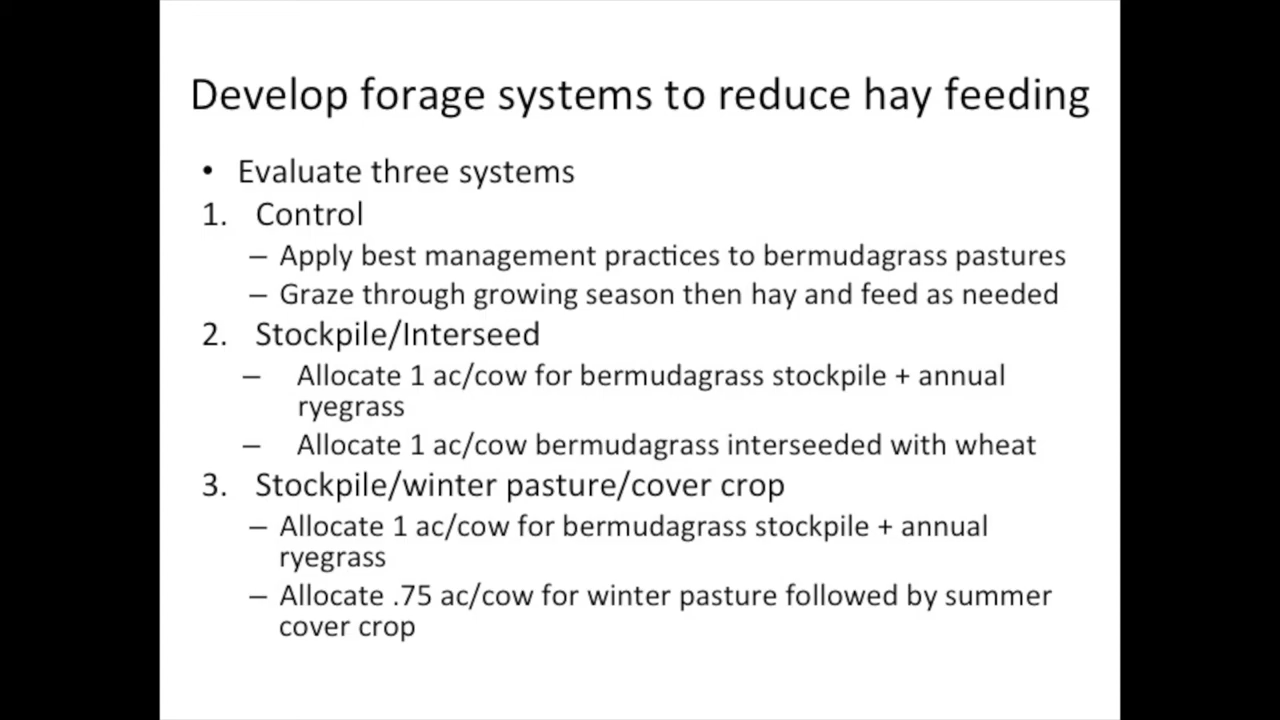 Develop forage systems to reduce hay feeding
• Evaluate three systems
1. Control
– Apply best management practices to bermudagrass pastures
– Graze through growing season then hay and feed as needed
2. Stockpile/Interseed
– Allocate 1 ac/cow for bermudagrass stockpile + annual
ryegrass
– Allocate 1 ac/cow bermudagrass interseeded with wheat
3. Stockpile/winter pasture/cover crop
– Allocate 1 ac/cow for bermudagrass stockpile + annual
ryegrass
– Allocate .75 ac/cow for winter pasture followed by summer
cover crop